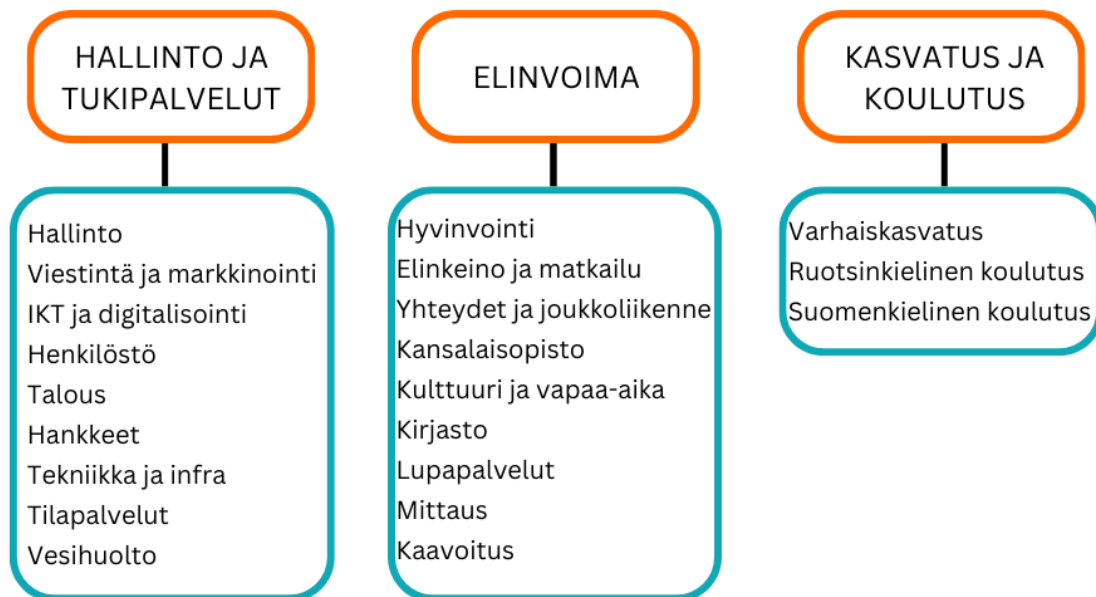 HALLINTO JA
TUKIPALVELUT
Hallinto
Viestintä ja markkinointi
IKT ja digitalisointi
Henkilöstö
Talous
Hankkeet
Tekniikka ja infra
Tilapalvelut
Vesihuolto
ELINVOIMA
Hyvinvointi
Elinkeino ja matkailu
Yhteydet ja joukkoliikenne
Kansalaisopisto
Kulttuuri ja vapaa-aika
Kirjasto
Lupapalvelut
Mittaus
Kaavoitus
KASVATUS JA
KOULUTUS
Varhaiskasvatus
Ruotsinkielinen koulutus
Suomenkielinen koulutus